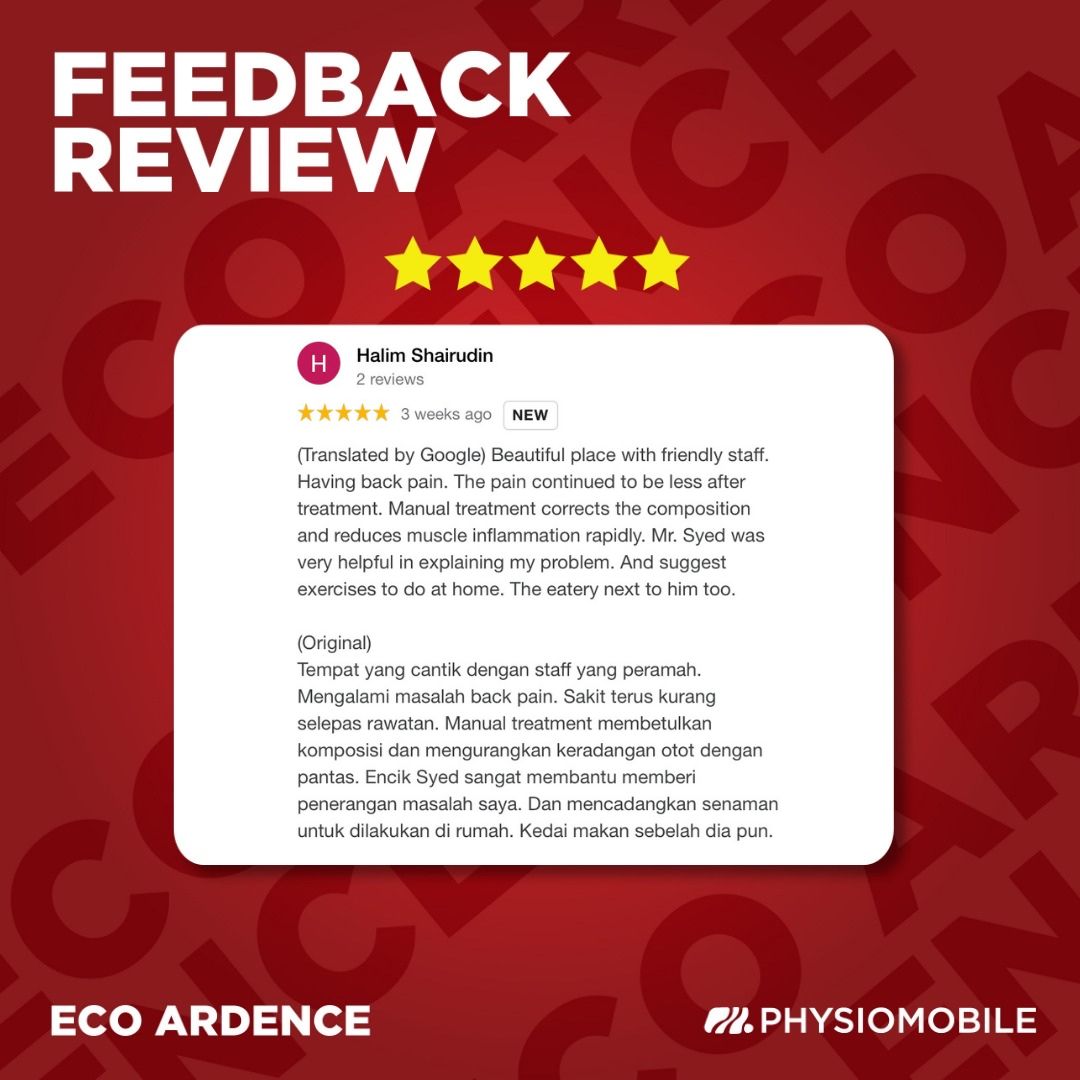 FEEDBACK
REVIEW
H
Halim Shairudin
2 reviews
3 weeks ago NEW
(Translated by Google) Beautiful place with friendly staff.
Having back pain. The pain continued to be less after
treatment. Manual treatment corrects the composition
and reduces muscle inflammation rapidly. Mr. Syed was
very helpful in explaining my problem. And suggest
exercises to do at home. The eatery next to him too.
(Original)
Tempat yang cantik dengan staff yang peramah.
Mengalami masalah back pain. Sakit terus kurang
selepas rawatan. Manual treatment membetulkan
komposisi dan mengurangkan keradangan otot dengan
pantas. Encik Syed sangat membantu memberi
penerangan masalah saya. Dan mencadangkan senaman
untuk dilakukan di rumah. Kedai makan sebelah dia pun.
ECO ARDENCE
PHYSIOMOBILE